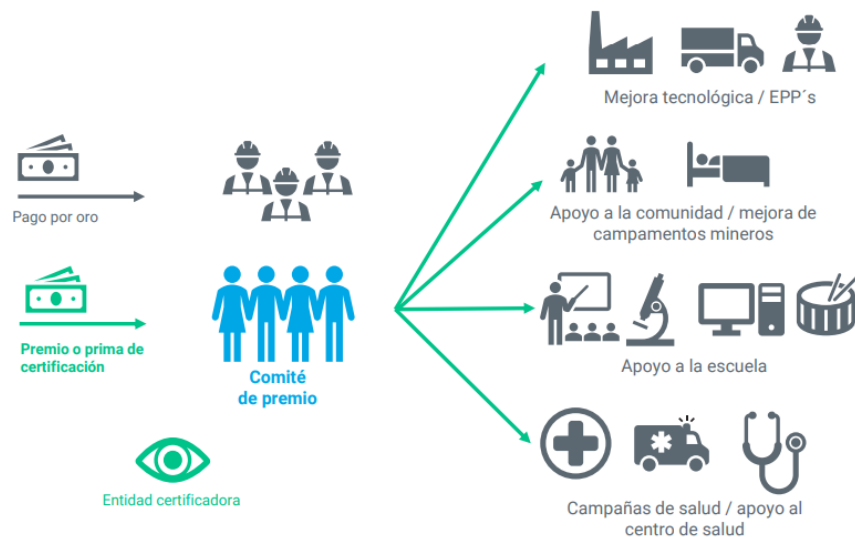 Mejora tecnológica / EPP´s
Pago por oro
Apoyo a la comunidad / mejora de
campamentos mineros
Premio o prima de
certificación
Comité
de premio
Apoyo a la escuela
Entidad certificadora
Campañas de salud / apoyo al
centro de salud